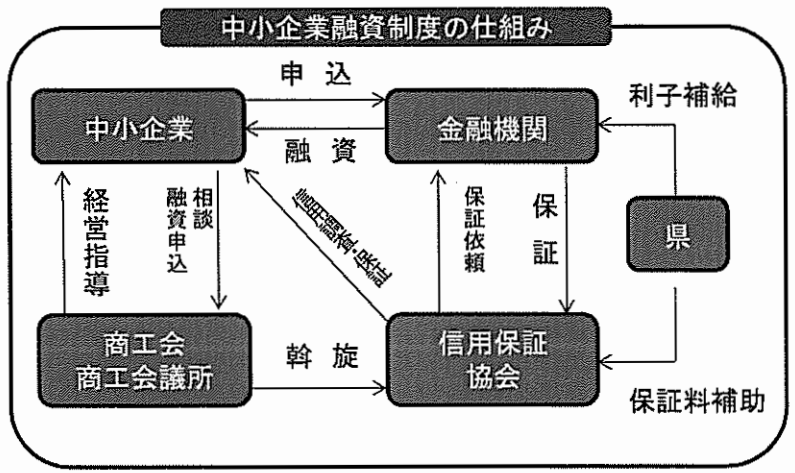 中小企業融資制度の仕組み
申込
利子補給
中小企業
金融機関
融資
経営指導
相談
融資申込
信用調査・保証
保証依頼
保証
県
商工会
商工会議所
斡旋
信用保証
協会
保証料補助